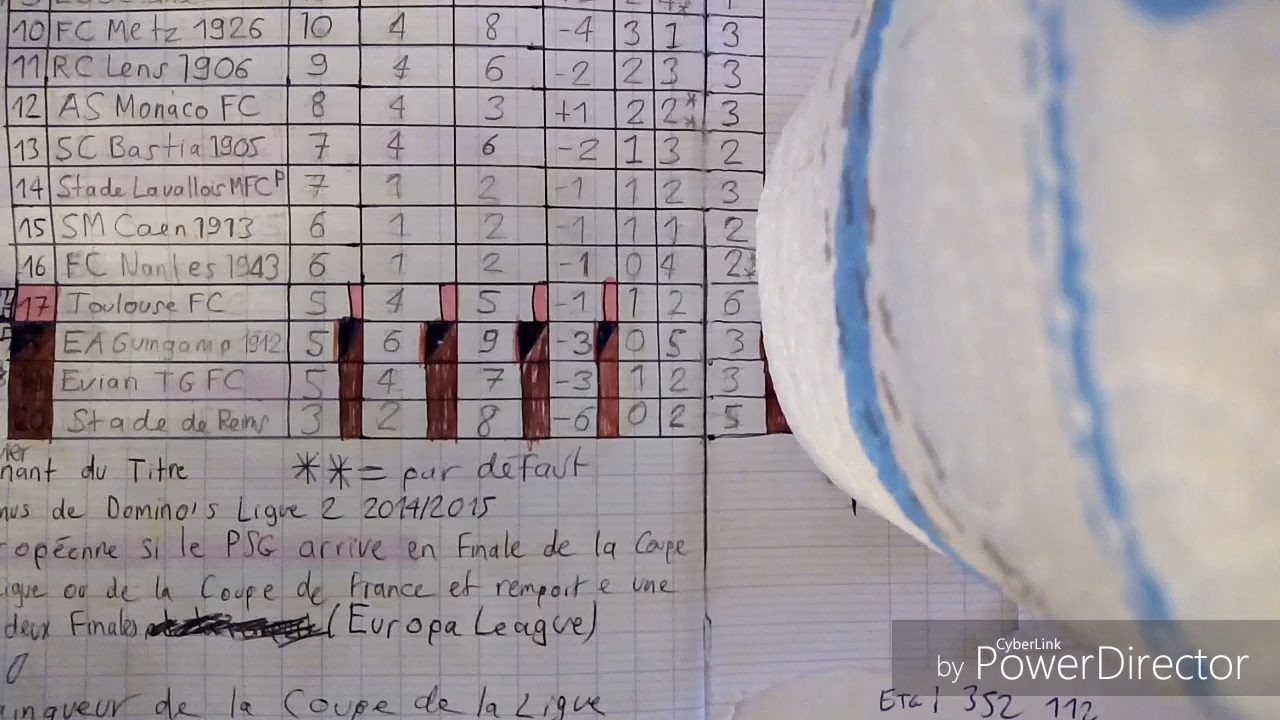 10 FC Metz 1926 10 4 8 -4 3 1 3
11 RC Lens 1906 9 4 6 -2 2 3 3
12 AS Monaco FC 8 4 3 +1 2 2** 3
13 SC Bastia 1905 7 4 6 -2 1 3 2
14 Stade Lavallois MFC P 7 1 2 -1 1 2 3
15 SM Caen 1913 6 1 2 -1 1 1 2
16 FC Nantes 1943 6 1 2 -1 0 4 2
17 Toulouse FC 5 4 5 -1 1 2 6
EA Guingamp 1912 5 6 9 -3 0 5 3
Evian TG FC 5 4 7 -3 1 2 3
20 Stade de Reims 3 2 8 -6 0 2 5
nant du Titre ** = par défaut
nus de Domino's Ligue 2 2014/2015
opéenne si le PSG arrive en Finale de la Coupe
igue ou de la Coupe de France et remporte une
deux Finales (Europa League)
inqueur de la Coupe de la Ligue
352 112
CyberLink
by PowerDirector